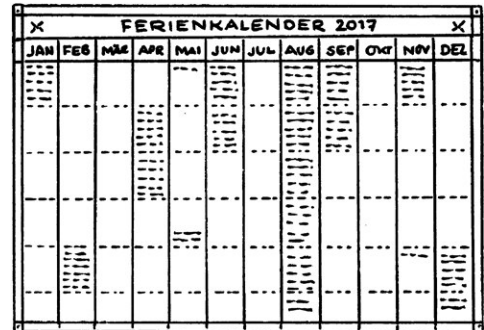 FERIENKALENDER 2017
JAN FEB MÄR APR MAI JUN JUL AUG SEP OKT NOV DEZ